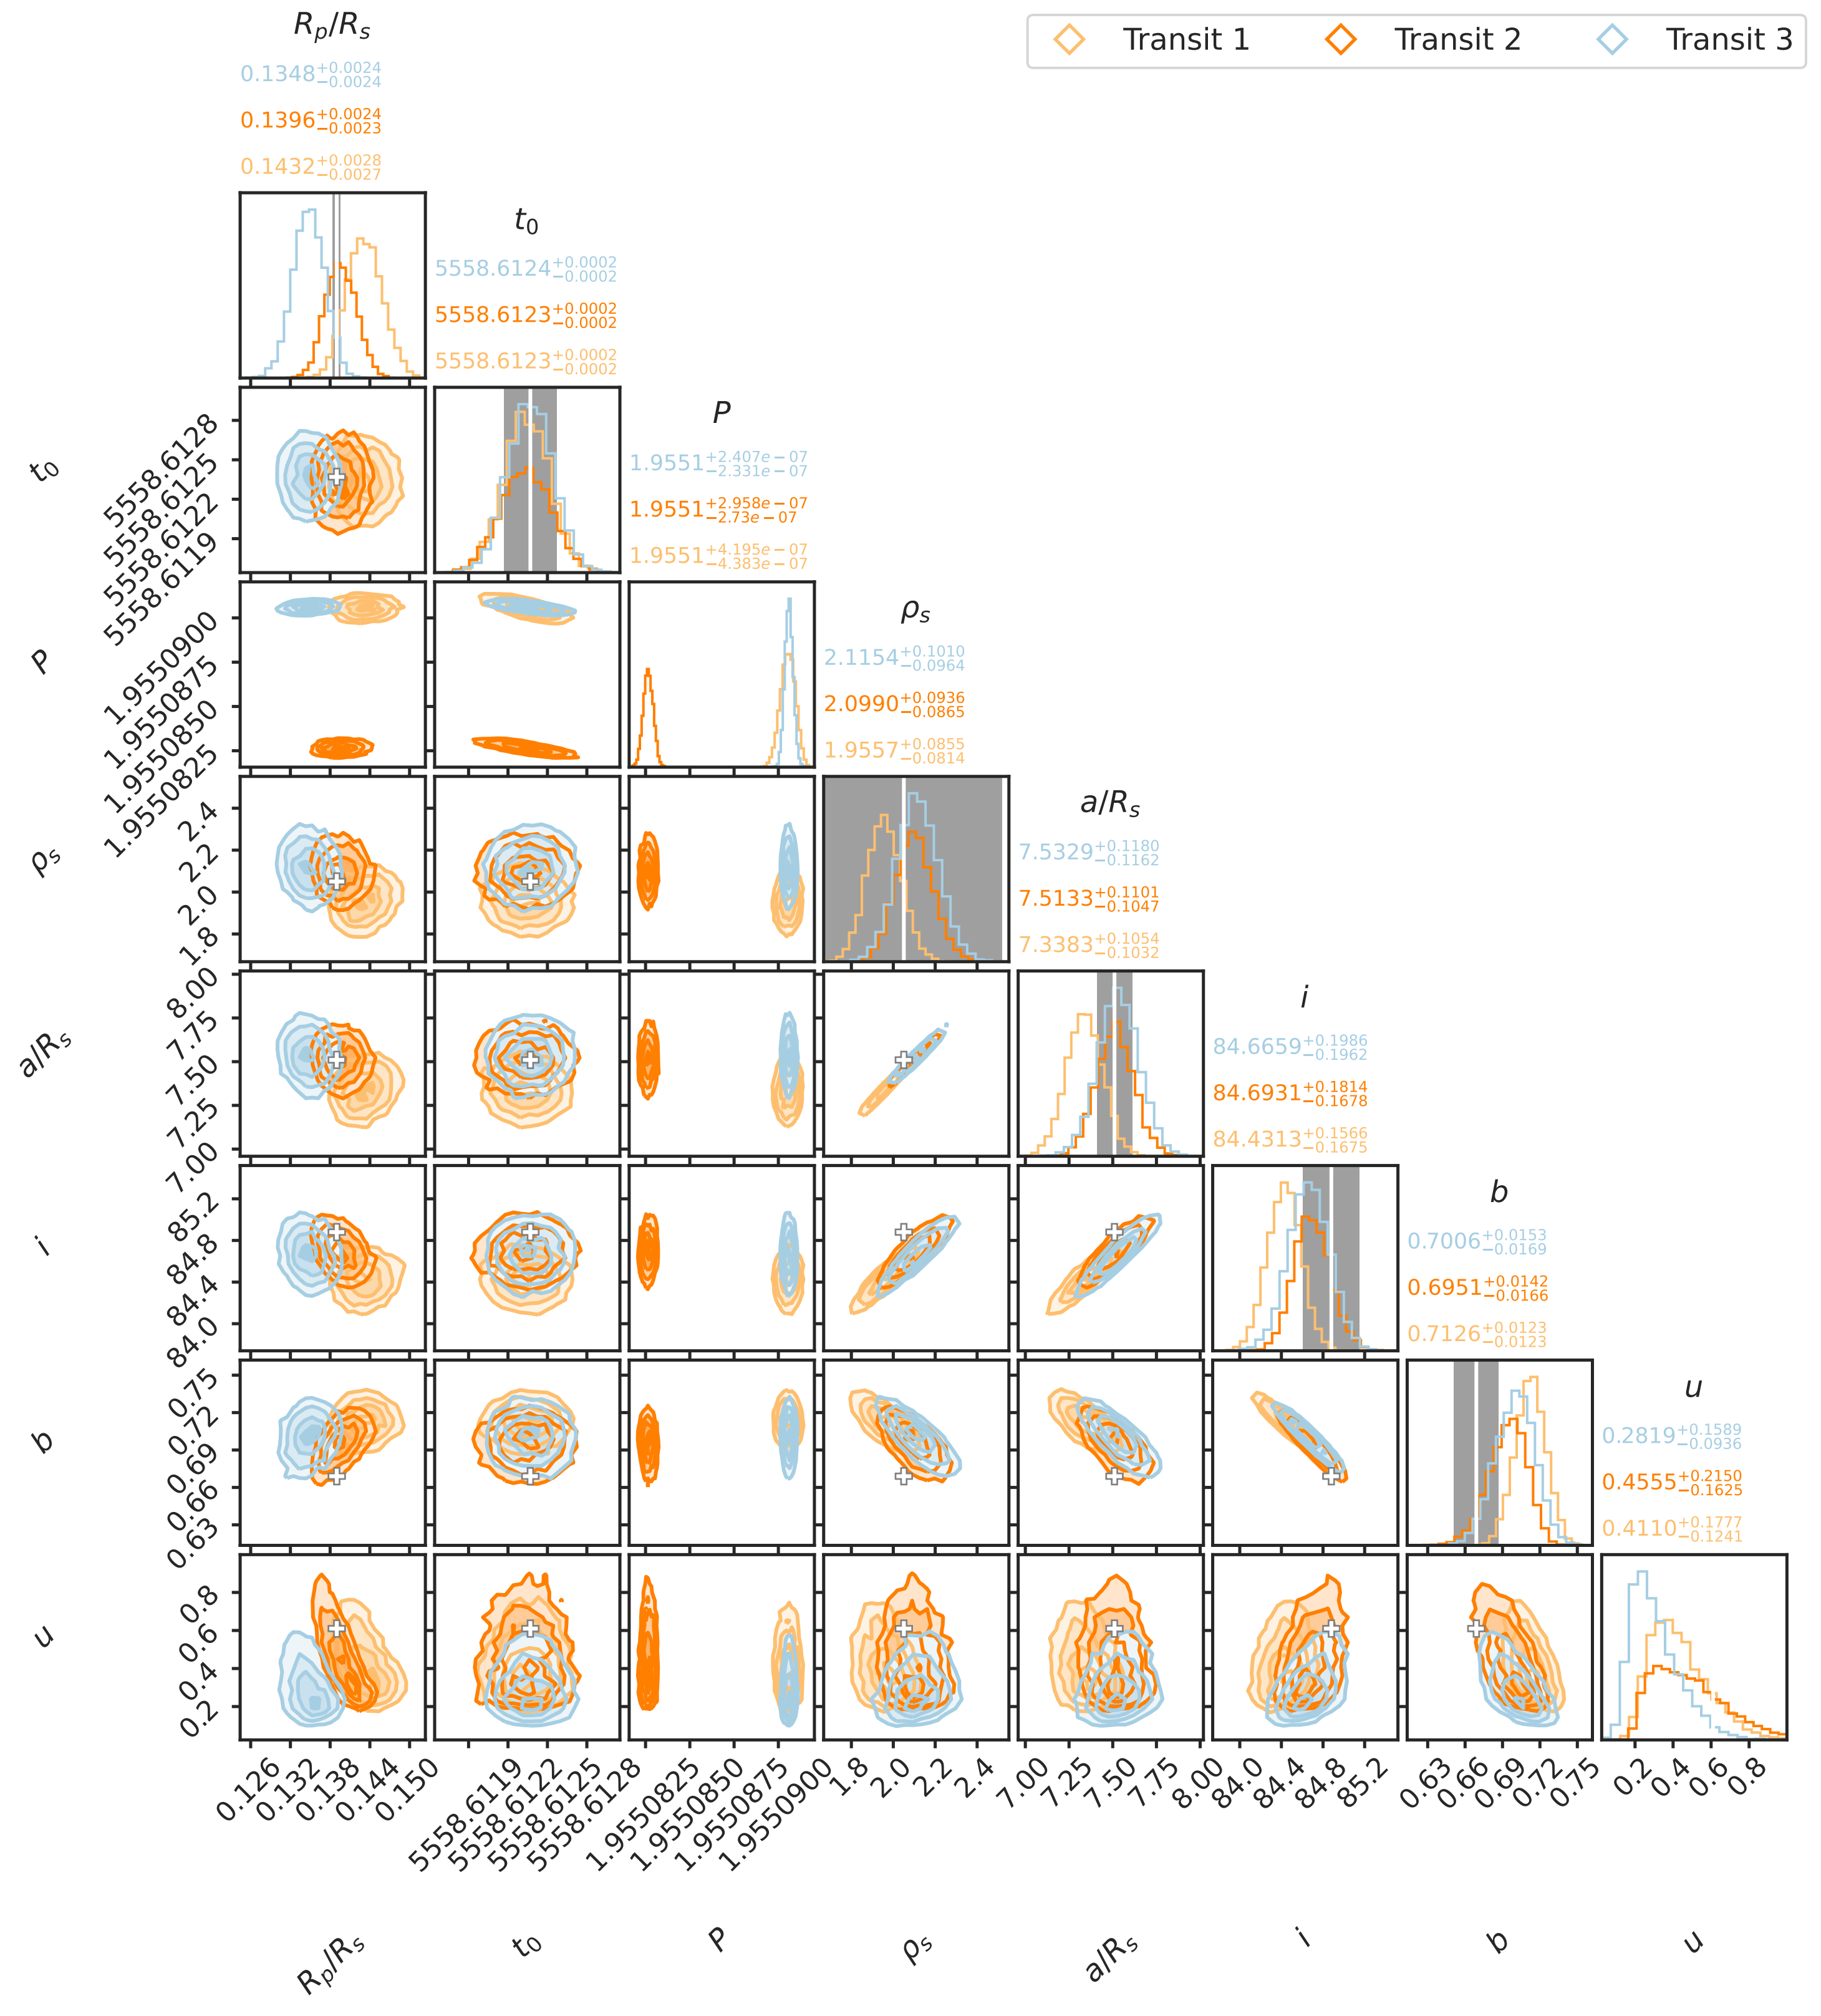 R_p/R_s
Transit 1 Transit 2 Transit 3
0.1348 +0.0024 −0.0024
0.1396 +0.0024 −0.0023
0.1432 +0.0028 −0.0027
t_0
5558.6124 +0.0002 −0.0002
5558.6123 +0.0002 −0.0002
5558.6123 +0.0002 −0.0002
P
1.9551 +2.407e−07 −2.331e−07
1.9551 +2.958e−07 −2.73e−07
1.9551 +4.195e−07 −4.383e−07
ρ_s
2.1154 +0.1010 −0.0964
2.0990 +0.0936 −0.0865
1.9557 +0.0855 −0.0814
a/R_s
7.5329 +0.1180 −0.1162
7.5133 +0.1101 −0.1047
7.3383 +0.1054 −0.1032
i
84.6659 +0.1986 −0.1962
84.6931 +0.1814 −0.1678
84.4313 +0.1566 −0.1675
b
0.7006 +0.0153 −0.0169
0.6951 +0.0142 −0.0166
0.7126 +0.0123 −0.0123
u
0.2819 +0.1589 −0.0936
0.4555 +0.2150 −0.1625
0.4110 +0.1777 −0.1241
t_0
5558.6128
5558.6125
5558.6122
5558.6119
P
1.9550900
1.9550875
1.9550850
1.9550825
ρ_s
2.4
2.2
2.0
1.8
a/R_s
8.00
7.75
7.50
7.25
7.00
i
85.2
84.8
84.4
84.0
b
0.75
0.72
0.69
0.66
0.63
u
0.8
0.6
0.4
0.2
0.126 0.132 0.138 0.144 0.150
5558.6119 5558.6122 5558.6125 5558.6128
1.9550825 1.9550850 1.9550875 1.9550900
1.8 2.0 2.2 2.4
7.00 7.25 7.50 7.75 8.00
84.0 84.4 84.8 85.2
0.63 0.66 0.69 0.72 0.75
0.2 0.4 0.6 0.8
R_p/R_s t_0 P ρ_s a/R_s i b u